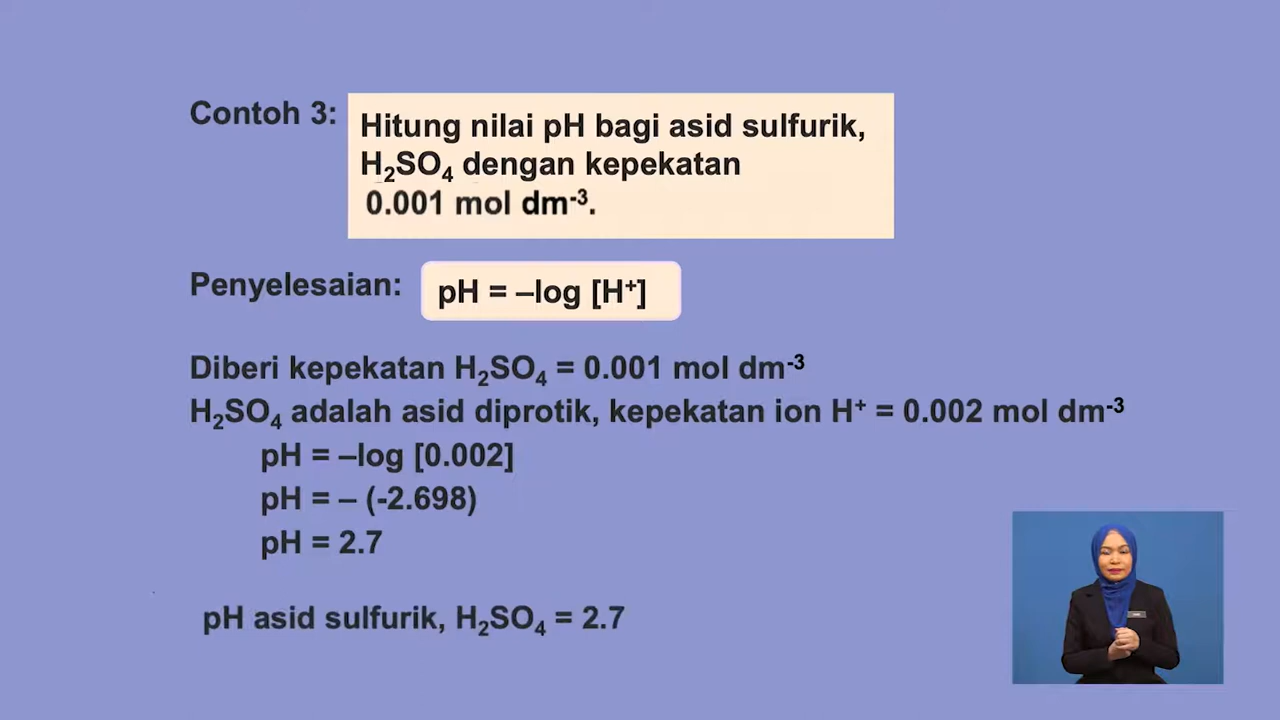 Contoh 3:
Hitung nilai pH bagi asid sulfurik,
H₂SO₄ dengan kepekatan
0.001 mol dm⁻³.
Penyelesaian:
pH = –log [H⁺]
Diberi kepekatan H₂SO₄ = 0.001 mol dm⁻³
H₂SO₄ adalah asid diprotik, kepekatan ion H⁺ = 0.002 mol dm⁻³
pH = –log [0.002]
pH = – (-2.698)
pH = 2.7
pH asid sulfurik, H₂SO₄ = 2.7